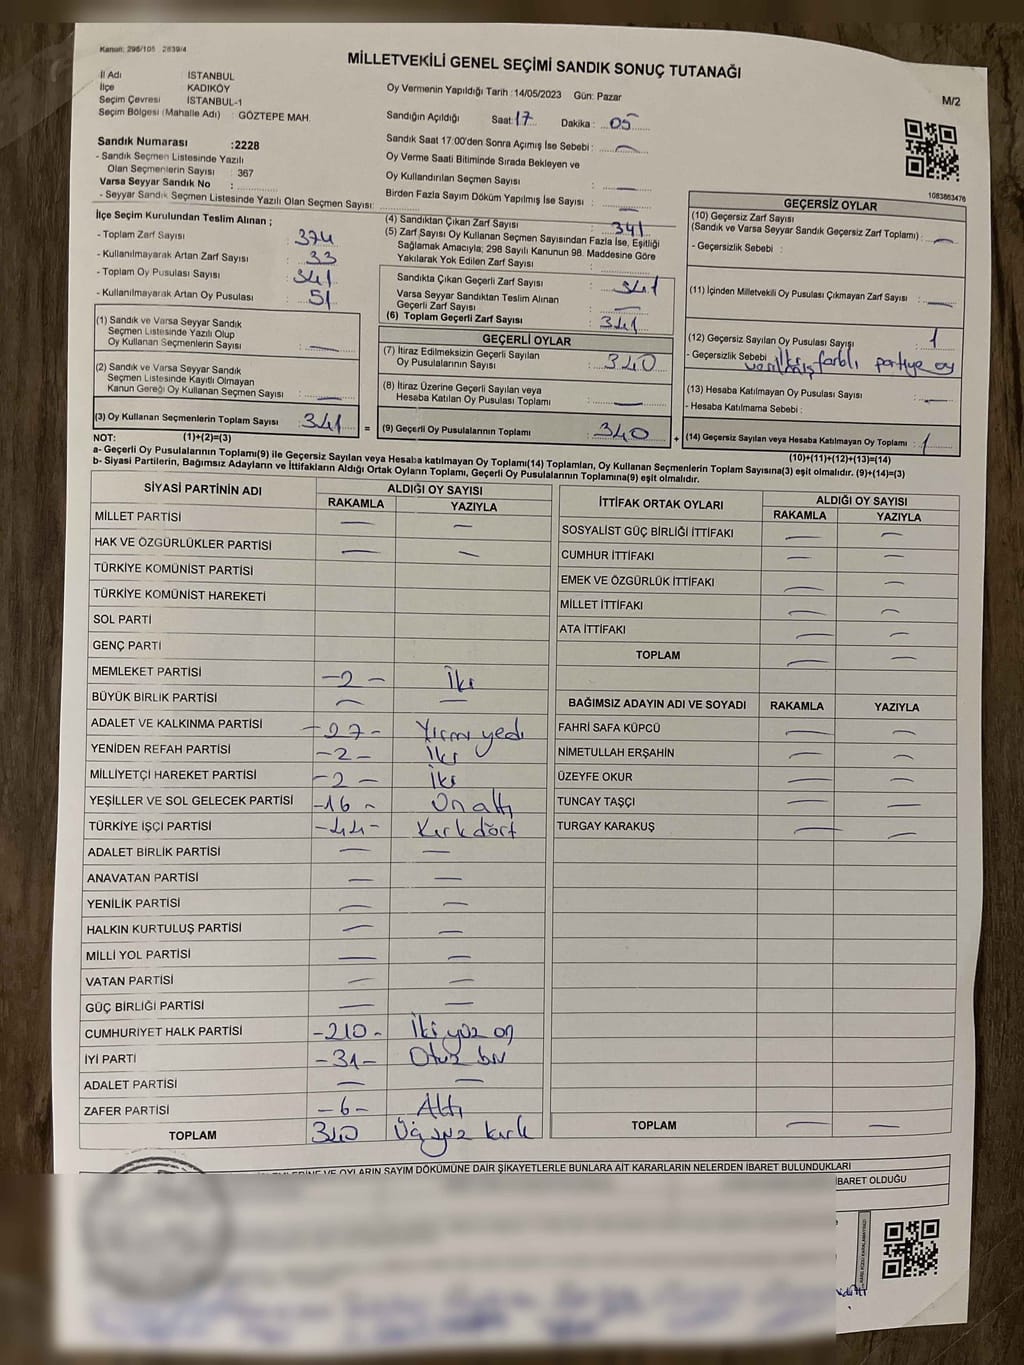 Kanun: 298/105 2839/4
MİLLETVEKİLİ GENEL SEÇİMİ SANDIK SONUÇ TUTANAĞI
M/2
İl Adı : İSTANBUL
İlçe : KADIKÖY
Seçim Çevresi : İSTANBUL-1
Seçim Bölgesi (Mahalle Adı) : GÖZTEPE MAH.
Oy Vermenin Yapıldığı Tarih :14/05/2023 Gün: Pazar
Sandığın Açıldığı Saat: 17 Dakika : 05
Sandık Saat 17:00'den Sonra Açımış İse Sebebi : —
Oy Verme Saati Bitiminde Sırada Bekleyen ve
Oy Kullandırılan Seçmen Sayısı : —
Birden Fazla Sayım Döküm Yapılmış İse Sayısı : —
Sandık Numarası :2228
- Sandık Seçmen Listesinde Yazılı
Olan Seçmenlerin Sayısı : 367
Varsa Seyyar Sandık No :
- Seyyar Sandık Seçmen Listesinde Yazılı Olan Seçmen Sayısı:
1083863476
İlçe Seçim Kurulundan Teslim Alınan ;
- Toplam Zarf Sayısı : 374
- Kullanılmayarak Artan Zarf Sayısı : 33
- Toplam Oy Pusulası Sayısı : 341
- Kullanılmayarak Artan Oy Pusulası : 51
(1) Sandık ve Varsa Seyyar Sandık
Seçmen Listesinde Yazılı Olup
Oy Kullanan Seçmenlerin Sayısı : —
(2) Sandık ve Varsa Seyyar Sandık
Seçmen Listesinde Kayıtlı Olmayan
Kanun Gereği Oy Kullanan Seçmen Sayısı : —
(3) Oy Kullanan Seçmenlerin Toplam Sayısı : 341
(4) Sandıktan Çıkan Zarf Sayısı : 341
(5) Zarf Sayısı Oy Kullanan Seçmen Sayısından Fazla İse, Eşitliği
Sağlamak Amacıyla; 298 Sayılı Kanunun 98. Maddesine Göre
Yakılarak Yok Edilen Zarf Sayısı :
Sandıkta Çıkan Geçerli Zarf Sayısı : 341
Varsa Seyyar Sandıktan Teslim Alınan
Geçerli Zarf Sayısı : —
(6) Toplam Geçerli Zarf Sayısı : 341
GEÇERLİ OYLAR
(7) İtiraz Edilmeksizin Geçerli Sayılan
Oy Pusulalarının Sayısı : 340
(8) İtiraz Üzerine Geçerli Sayılan veya
Hesaba Katılan Oy Pusulası Toplamı : —
= (9) Geçerli Oy Pusulalarının Toplamı : 340 +
GEÇERSİZ OYLAR
(10) Geçersiz Zarf Sayısı
(Sandık ve Varsa Seyyar Sandık Geçersiz Zarf Toplamı) : —
- Geçersizlik Sebebi :
(11) İçinden Milletvekili Oy Pusulası Çıkmayan Zarf Sayısı : —
(12) Geçersiz Sayılan Oy Pusulası Sayışı : 1
- Geçersizlik Sebebi : İki farklı partiye oy
verilmiş
(13) Hesaba Katılmayan Oy Pusulası Sayısı : —
- Hesaba Katılmama Sebebi :
(14) Geçersiz Sayılan veya Hesaba Katılmayan Oy Toplamı : 1
NOT: (1)+(2)=(3)
(10)+(11)+(12)+(13)=(14)
a- Geçerli Oy Pusulalarının Toplamı(9) ile Geçersiz Sayılan veya Hesaba katılmayan Oy Toplamı(14) Toplamları, Oy Kullanan Seçmenlerin Toplam Sayısına(3) eşit olmalıdır. (9)+(14)=(3)
b- Siyasi Partilerin, Bağımsız Adayların ve İttifakların Aldığı Ortak Oyların Toplamı, Geçerli Oy Pusulalarının Toplamına(9) eşit olmalıdır.
SİYASİ PARTİNİN ADI ALDIĞI OY SAYISI
RAKAMLA YAZIYLA
MİLLET PARTİSİ — —
HAK VE ÖZGÜRLÜKLER PARTİSİ — —
TÜRKİYE KOMÜNİST PARTİSİ
TÜRKİYE KOMÜNİST HAREKETİ
SOL PARTİ
GENÇ PARTİ
MEMLEKET PARTİSİ -2- İki
BÜYÜK BİRLİK PARTİSİ — —
ADALET VE KALKINMA PARTİSİ -27- Yirmi yedi
YENİDEN REFAH PARTİSİ -2- İki
MİLLİYETÇİ HAREKET PARTİSİ -2- İki
YEŞİLLER VE SOL GELECEK PARTİSİ -16- On altı
TÜRKİYE İŞÇİ PARTİSİ -44- Kırk dört
ADALET BİRLİK PARTİSİ — —
ANAVATAN PARTİSİ — —
YENİLİK PARTİSİ — —
HALKIN KURTULUŞ PARTİSİ — —
MİLLİ YOL PARTİSİ — —
VATAN PARTİSİ — —
GÜÇ BİRLİĞİ PARTİSİ — —
CUMHURİYET HALK PARTİSİ -210- İki yüz on
İYİ PARTİ -31- Otuz bir
ADALET PARTİSİ — —
ZAFER PARTİSİ -6- Altı
TOPLAM 340 Üç yüz kırk
İTTİFAK ORTAK OYLARI ALDIĞI OY SAYISI
RAKAMLA YAZIYLA
SOSYALİST GÜÇ BİRLİĞİ İTTİFAKI — —
CUMHUR İTTİFAKI — —
EMEK VE ÖZGÜRLÜK İTTİFAKI — —
MİLLET İTTİFAKI — —
ATA İTTİFAKI — —
TOPLAM — —
BAĞIMSIZ ADAYIN ADI VE SOYADI RAKAMLA YAZIYLA
FAHRİ SAFA KÜPCÜ — —
NİMETULLAH ERŞAHİN — —
ÜZEYFE OKUR — —
TUNCAY TAŞÇI — —
TURGAY KARAKUŞ — —
TOPLAM — —
VE OYLARIN SAYIM DÖKÜMÜNE DAİR ŞİKAYETLERLE BUNLARA AİT KARARLARIN NELERDEN İBARET BULUNDUKLARI
İBARET OLDUĞU